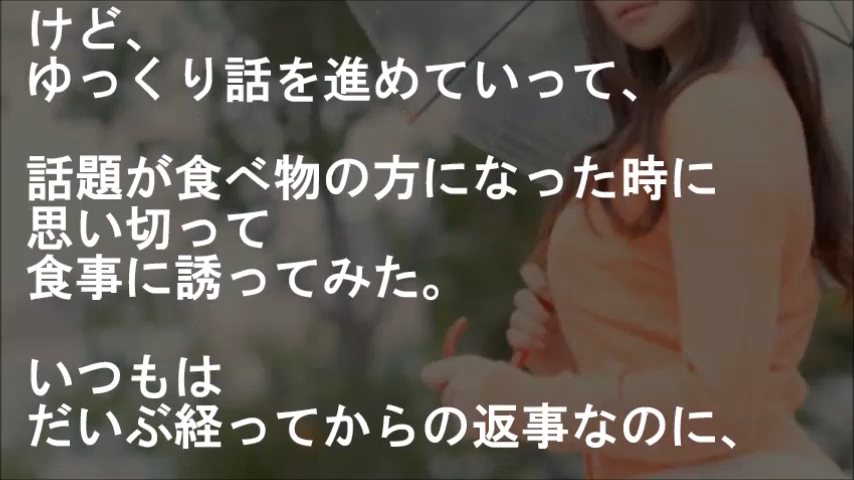 けど、
ゆっくり話を進めていって、
話題が食べ物の方になった時に
思い切って
食事に誘ってみた。
いつもは
だいぶ経ってからの返事なのに、